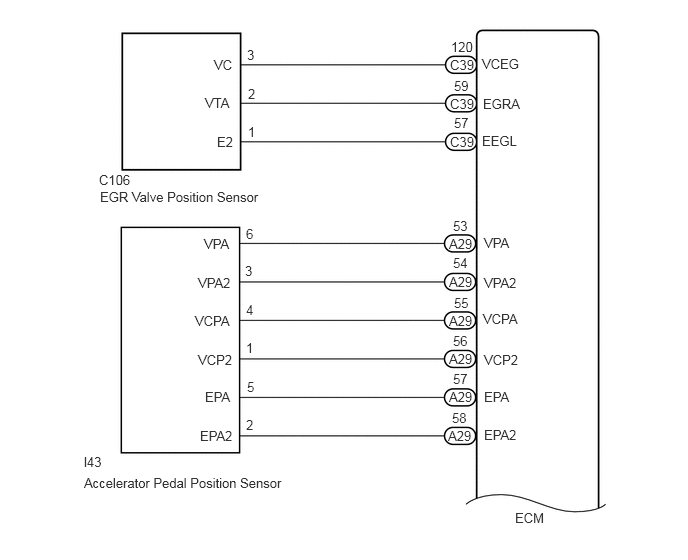 120
VC 3 C39 VCEG
59
VTA 2 C39 EGRA
57
E2 1 C39 EEGL
C106
EGR Valve Position Sensor
53
VPA 6 A29 VPA
54
VPA2 3 A29 VPA2
55
VCPA 4 A29 VCPA
56
VCP2 1 A29 VCP2
57
EPA 5 A29 EPA
58
EPA2 2 A29 EPA2
I43
Accelerator Pedal Position Sensor
ECM